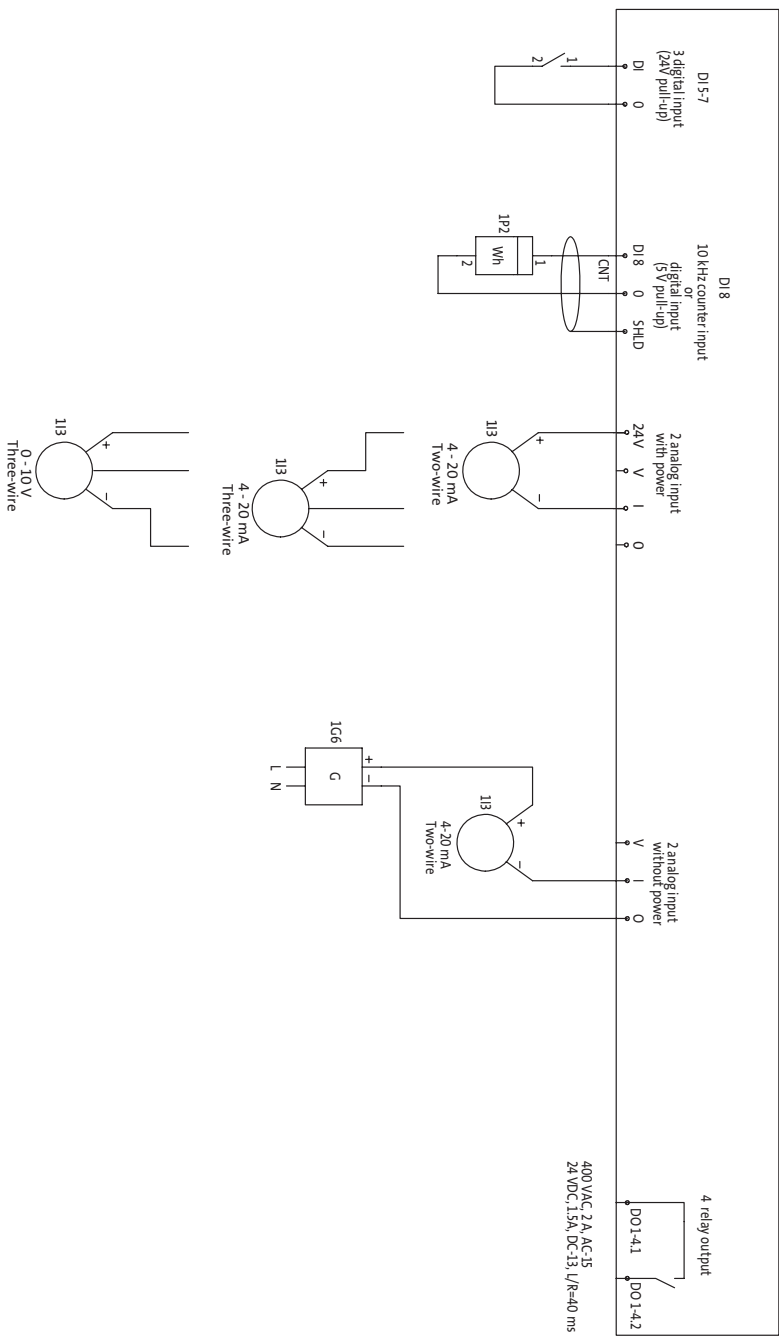 DI 5-7
3 digital input
(24V pull-up)
DI
0
1
2
DI 8
10 kHz counter input
or
digital input
(5 V pull-up)
DI 8
0
SHLD
CNT
1P2
Wh
1
2
2 analog input
with power
24V
V
I
0
1I3
+
–
4 - 20 mA
Two-wire
1I3
+
–
4 - 20 mA
Three-wire
1I3
+
–
0 - 10 V
Three-wire
2 analog input
without power
V
I
O
1I3
+
–
4-20 mA
Two-wire
1G6
+
–
G
L
N
4 relay output
DO 1-4.1
DO 1-4.2
400 VAC, 2 A, AC-15
24 VDC, 1.5A, DC-13, L/R=40 ms